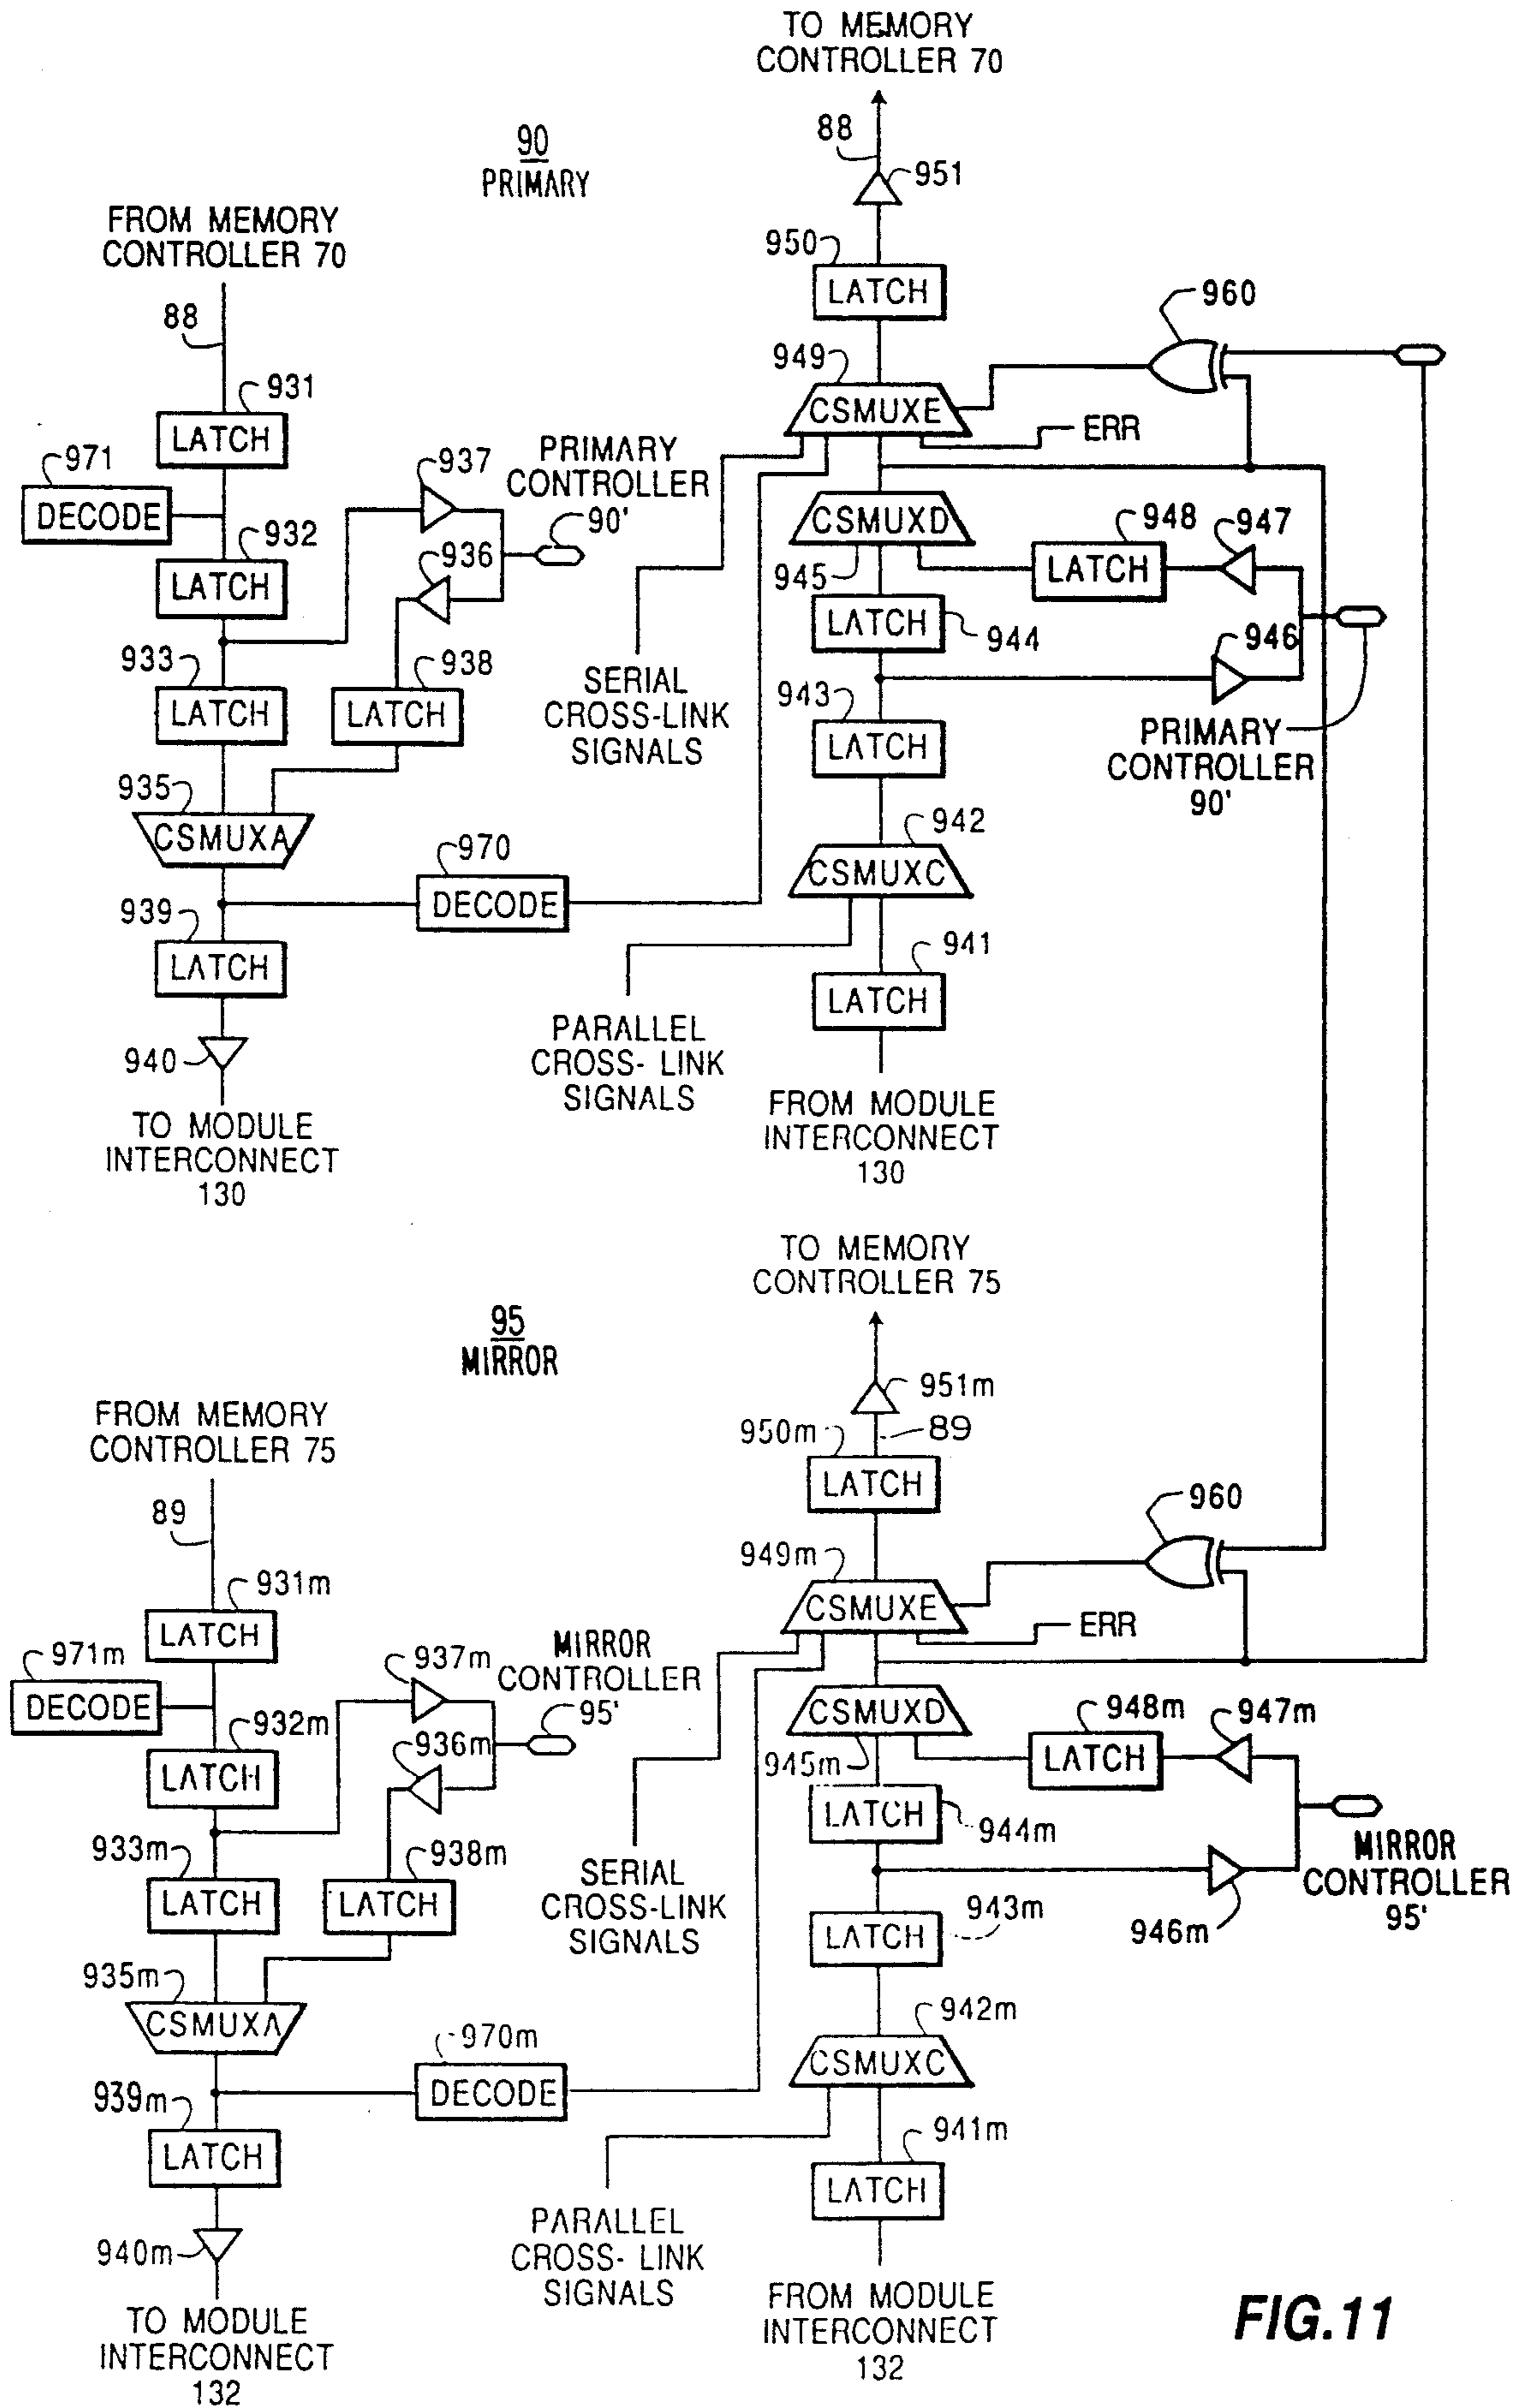 TO MEMORY
CONTROLLER 70
88
951
90
PRIMARY
FROM MEMORY
CONTROLLER 70
950
LATCH
960
88
949
CSMUXE
ERR
931
LATCH
971
DECODE
937
PRIMARY
CONTROLLER
90'
932
LATCH
936
CSMUXD
945
948
LATCH
947
LATCH
944
946
933
LATCH
938
LATCH
SERIAL
CROSS-LINK
SIGNALS
943
LATCH
PRIMARY
CONTROLLER
90'
935
CSMUXA
970
DECODE
942
CSMUXC
939
LATCH
941
LATCH
940
PARALLEL
CROSS- LINK
SIGNALS
TO MODULE
INTERCONNECT
130
FROM MODULE
INTERCONNECT
130
TO MEMORY
CONTROLLER 75
95
MIRROR
951m
89
FROM MEMORY
CONTROLLER 75
950m
LATCH
960
89
949m
CSMUXE
ERR
931m
LATCH
971m
DECODE
937m
MIRROR
CONTROLLER
95'
932m
LATCH
936m
CSMUXD
945m
948m
LATCH
947m
LATCH
944m
946m
MIRROR
CONTROLLER
95'
933m
LATCH
938m
LATCH
SERIAL
CROSS-LINK
SIGNALS
943m
LATCH
935m
CSMUXA
970m
DECODE
942m
CSMUXC
939m
LATCH
941m
LATCH
940m
PARALLEL
CROSS- LINK
SIGNALS
TO MODULE
INTERCONNECT
132
FROM MODULE
INTERCONNECT
132
FIG.11